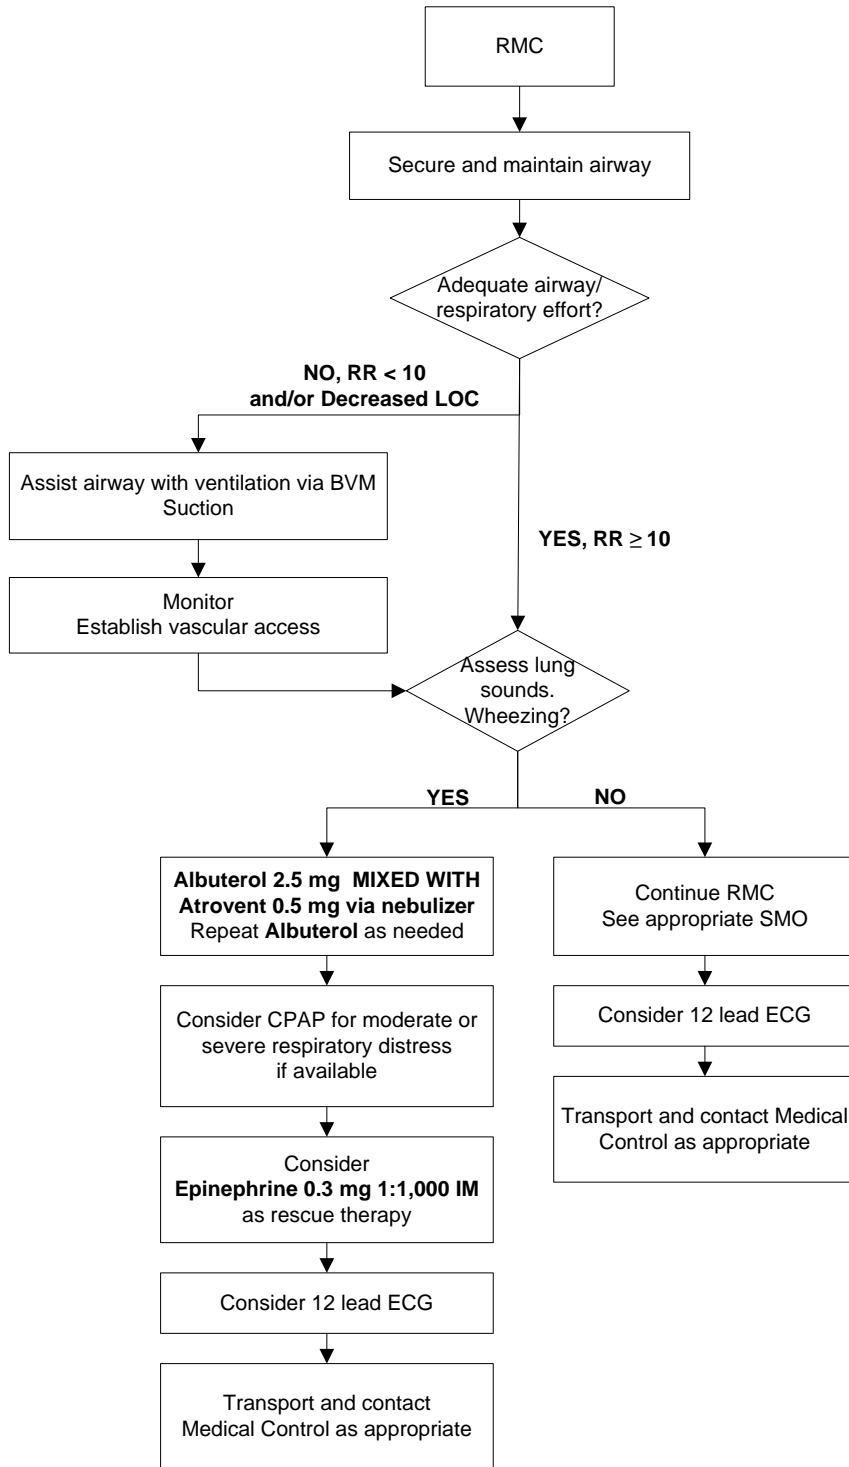 RMC
Secure and maintain airway
Adequate airway/
respiratory effort?
NO, RR < 10
and/or Decreased LOC
Assist airway with ventilation via BVM
Suction
YES, RR ≥ 10
Monitor
Establish vascular access
Assess lung
sounds.
Wheezing?
YES
NO
Albuterol 2.5 mg  MIXED WITH
Atrovent 0.5 mg via nebulizer
Repeat Albuterol as needed
Continue RMC
See appropriate SMO
Consider CPAP for moderate or
severe respiratory distress
if available
Consider 12 lead ECG
Transport and contact Medical
Control as appropriate
Consider
Epinephrine 0.3 mg 1:1,000 IM
as rescue therapy
Consider 12 lead ECG
Transport and contact
Medical Control as appropriate